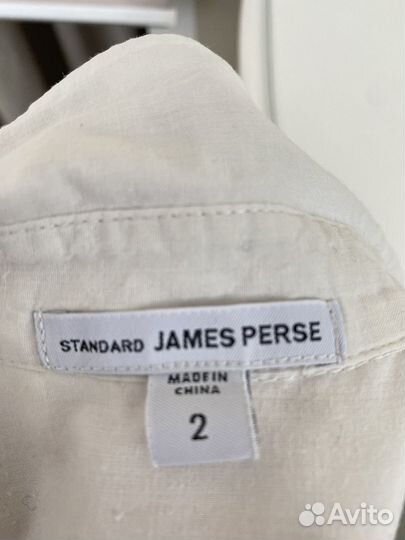 STANDARD JAMES PERSE
MADE IN
CHINA
2
Avito